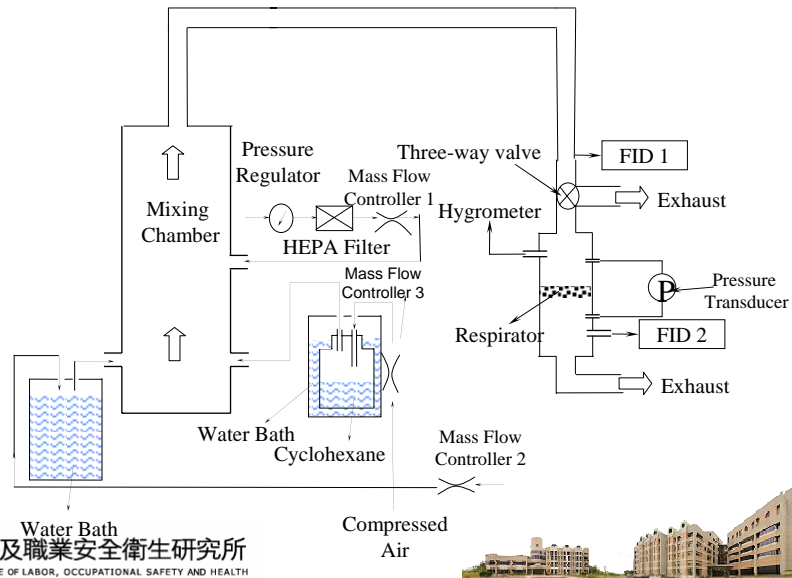 Mixing
Chamber
Pressure
Regulator
HEPA Filter
Mass Flow
Controller 1
Mass Flow
Controller 3
Water Bath
Cyclohexane
Water Bath
Compressed
Air
Mass Flow
Controller 2
Three-way valve
FID 1
Exhaust
Hygrometer
P
Pressure
Transducer
Respirator
FID 2
Exhaust
及職業安全衛生研究所
E OF LABOR, OCCUPATIONAL SAFETY AND HEALTH